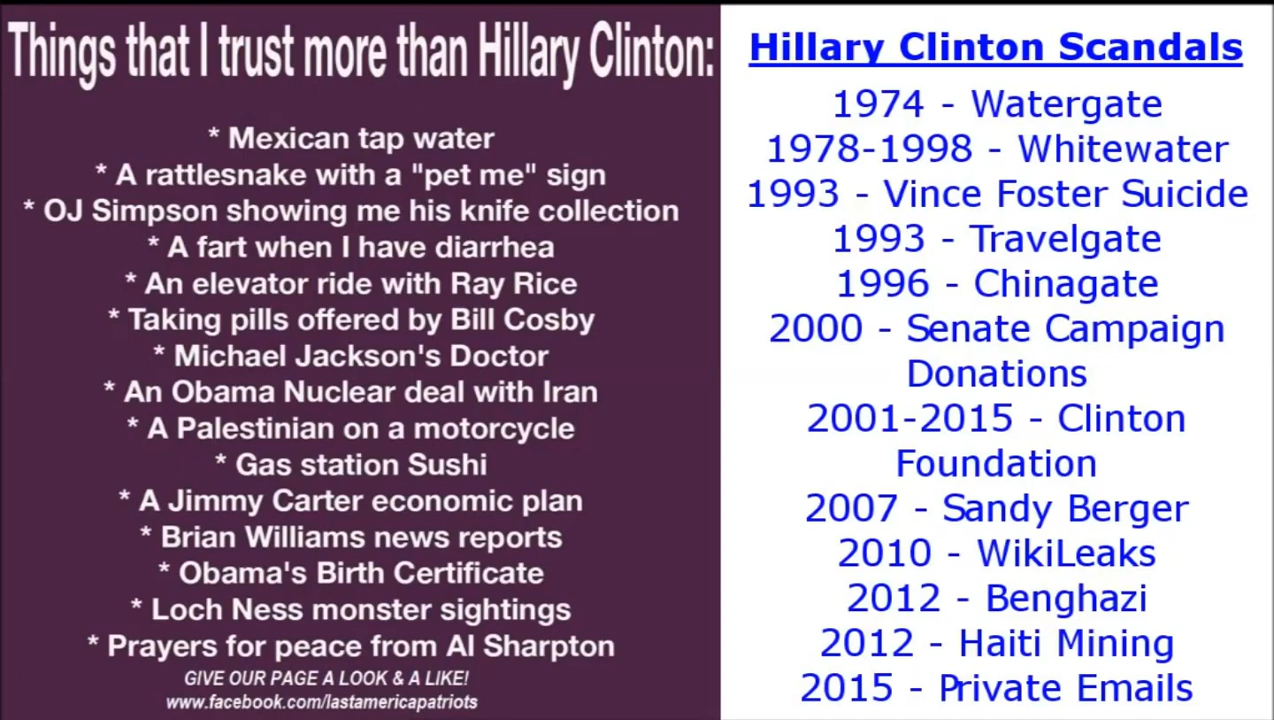 Things that I trust more than Hillary Clinton:
* Mexican tap water
* A rattlesnake with a "pet me" sign
* OJ Simpson showing me his knife collection
* A fart when I have diarrhea
* An elevator ride with Ray Rice
* Taking pills offered by Bill Cosby
* Michael Jackson's Doctor
* An Obama Nuclear deal with Iran
* A Palestinian on a motorcycle
* Gas station Sushi
* A Jimmy Carter economic plan
* Brian Williams news reports
* Obama's Birth Certificate
* Loch Ness monster sightings
* Prayers for peace from Al Sharpton
GIVE OUR PAGE A LOOK & A LIKE!
www.facebook.com/lastamericapatriots
Hillary Clinton Scandals
1974 - Watergate
1978-1998 - Whitewater
1993 - Vince Foster Suicide
1993 - Travelgate
1996 - Chinagate
2000 - Senate Campaign
Donations
2001-2015 - Clinton
Foundation
2007 - Sandy Berger
2010 - WikiLeaks
2012 - Benghazi
2012 - Haiti Mining
2015 - Private Emails